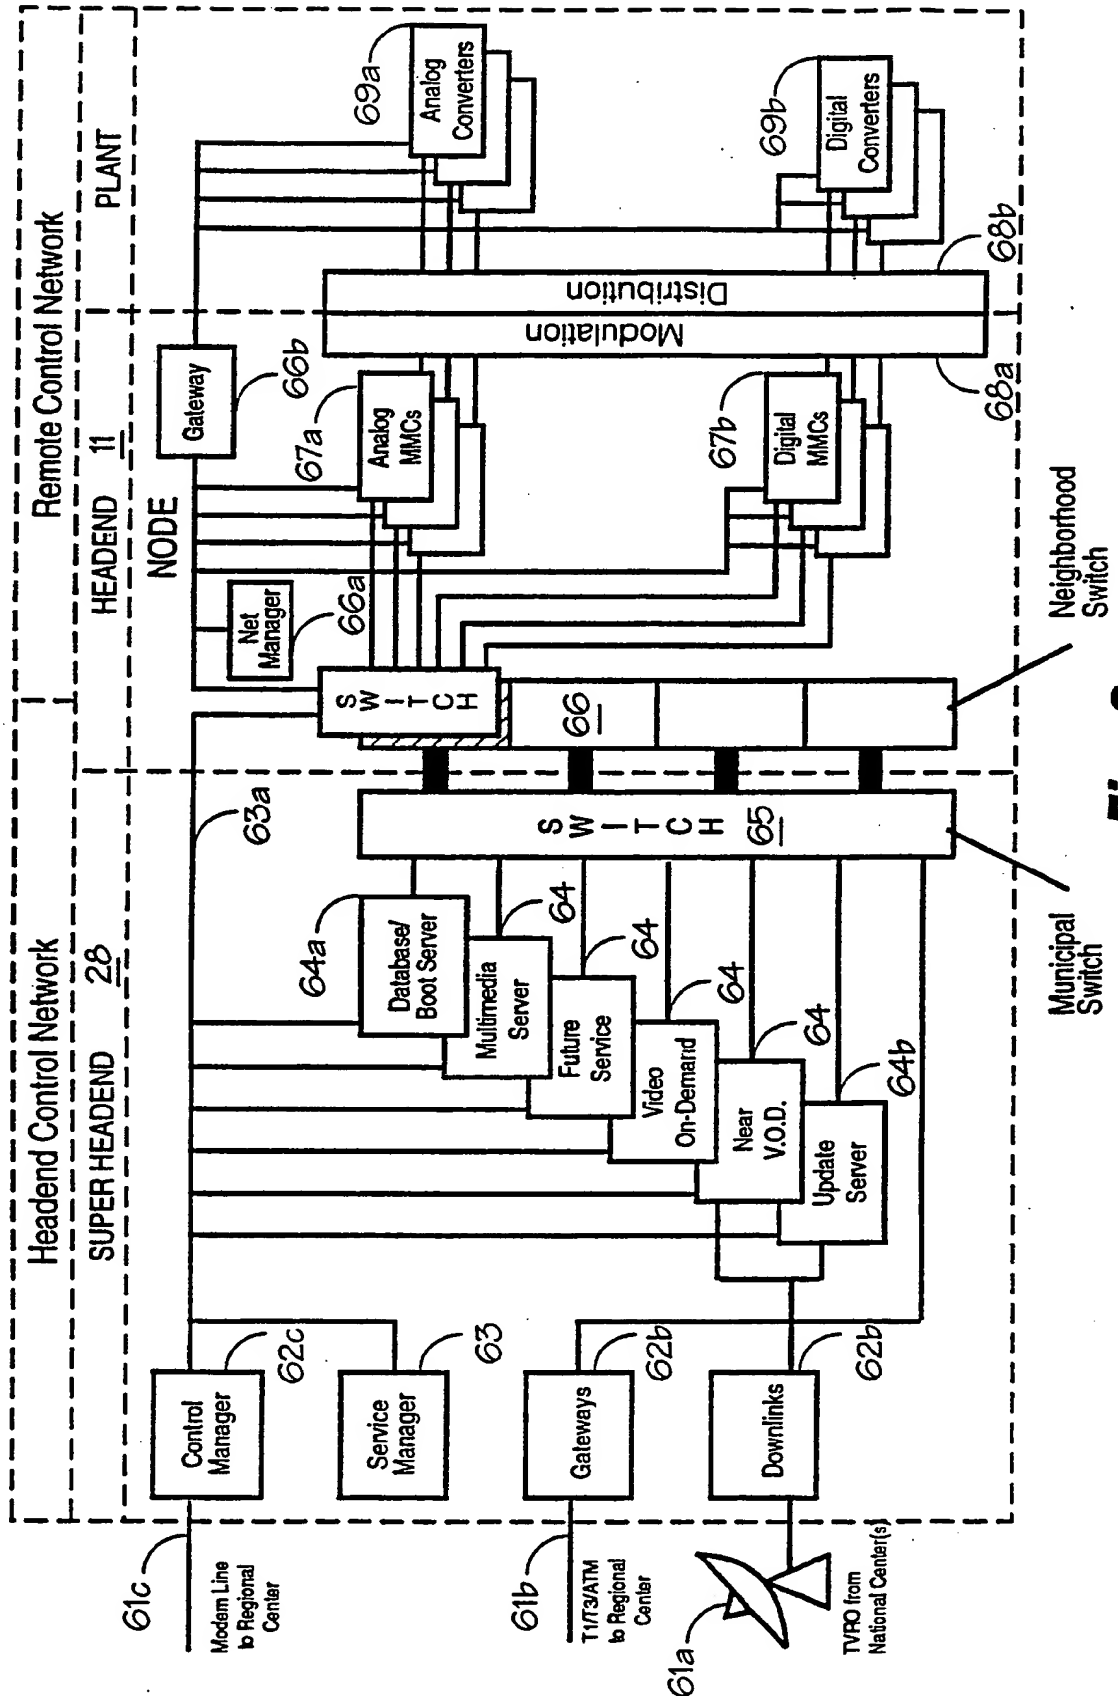 Headend Control Network
Remote Control Network
SUPER HEADEND 28
HEADEND 11
PLANT
NODE
61c
Modem Line
to Regional
Center
61b
T1/T3/ATM
to Regional
Center
61a
TVRO from
National Center(s)
Control
Manager
62c
Service
Manager
63
Gateways
62b
Downlinks
62b
63a
Database/
Boot Server
64a
Multimedia
Server
64
Future
Service
64
Video
On-Demand
64
Near
V.O.D.
64
Update
Server
64b
SWITCH 65
Municipal
Switch
SWITCH
66
Neighborhood
Switch
Net
Manager
66a
Gateway
66b
Analog
MMCs
67a
Digital
MMCs
67b
Modulation
68a
Distribution
68b
Analog
Converters
69a
Digital
Converters
69b